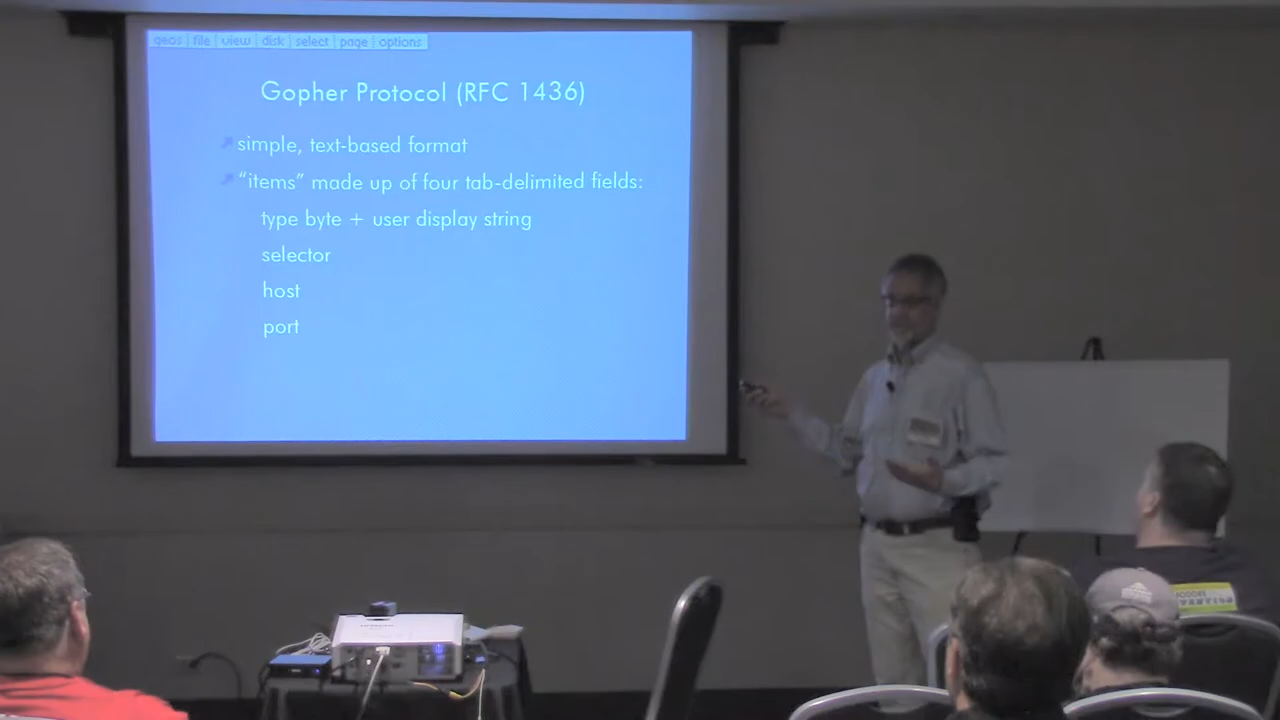 geos file view disk select page options
Gopher Protocol (RFC 1436)
simple, text-based format
“items” made up of four tab-delimited fields:
type byte + user display string
selector
host
port
adidas